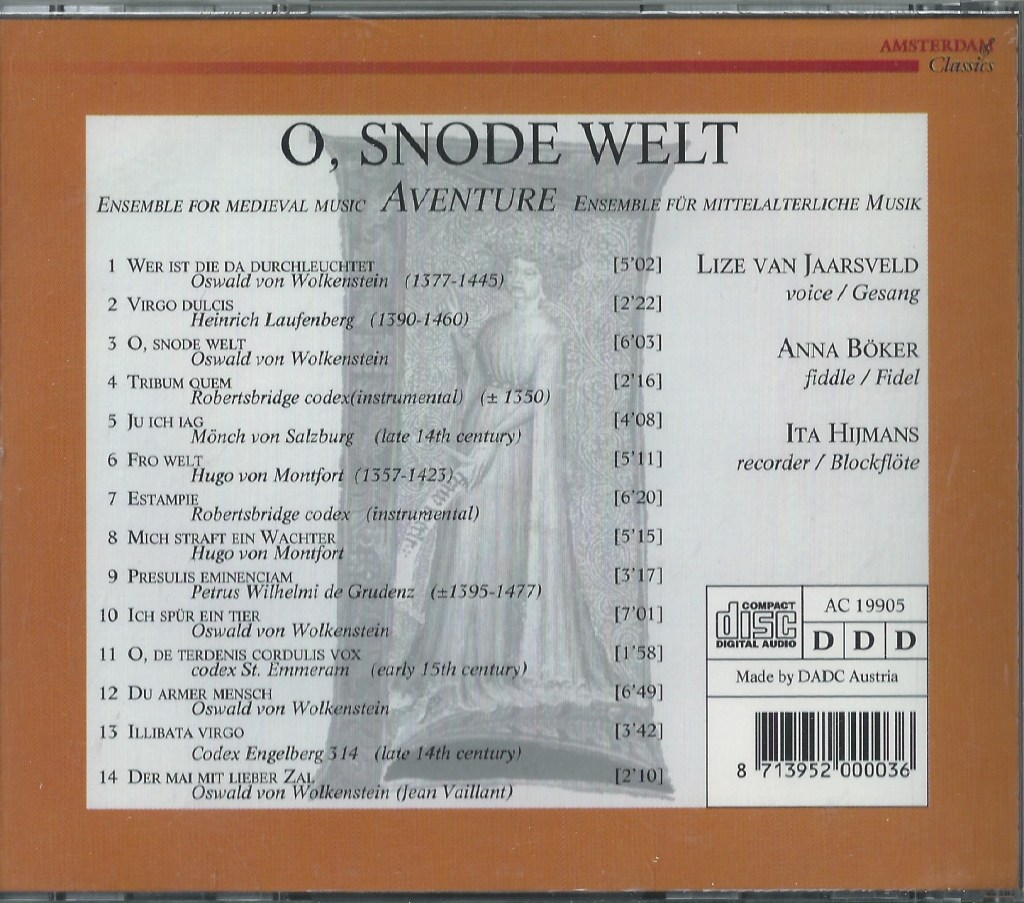 AMSTERDAM
Classics
O, SNODE WELT
ENSEMBLE FOR MEDIEVAL MUSIC AVENTURE ENSEMBLE FÜR MITTELALTERLICHE MUSIK
1 WER IST DIE DA DURCHLEUCHTET [5'02]
Oswald von Wolkenstein (1377-1445)
2 VIRGO DULCIS [2'22]
Heinrich Laufenberg (1390-1460)
3 O, SNODE WELT [6'03]
Oswald von Wolkenstein
4 TRIBUM QUEM [2'16]
Robertsbridge codex(instrumental) (± 1350)
5 JU ICH IAG [4'08]
Mönch von Salzburg (late 14th century)
6 FRO WELT [5'11]
Hugo von Montfort (1357-1423)
7 ESTAMPIE [6'20]
Robertsbridge codex (instrumental)
8 MICH STRAFT EIN WACHTER [5'15]
Hugo von Montfort
9 PRESULIS EMINENCIAM [3'17]
Petrus Wilhelmi de Grudenz (±1395-1477)
10 ICH SPÜR EIN TIER [7'01]
Oswald von Wolkenstein
11 O, DE TERDENIS CORDULIS VOX [1'58]
codex St. Emmeram (early 15th century)
12 DU ARMER MENSCH [6'49]
Oswald von Wolkenstein
13 ILLIBATA VIRGO [3'42]
Codex Engelberg 314 (late 14th century)
14 DER MAI MIT LIEBER ZAL [2'10]
Oswald von Wolkenstein (Jean Vaillant)
LIZE VAN JAARSVELD
voice / Gesang
ANNA BÖKER
fiddle / Fidel
ITA HIJMANS
recorder / Blockflöte
COMPACT
disc
DIGITAL AUDIO
AC 19905
D D D
Made by DADC Austria
8 713952 000036